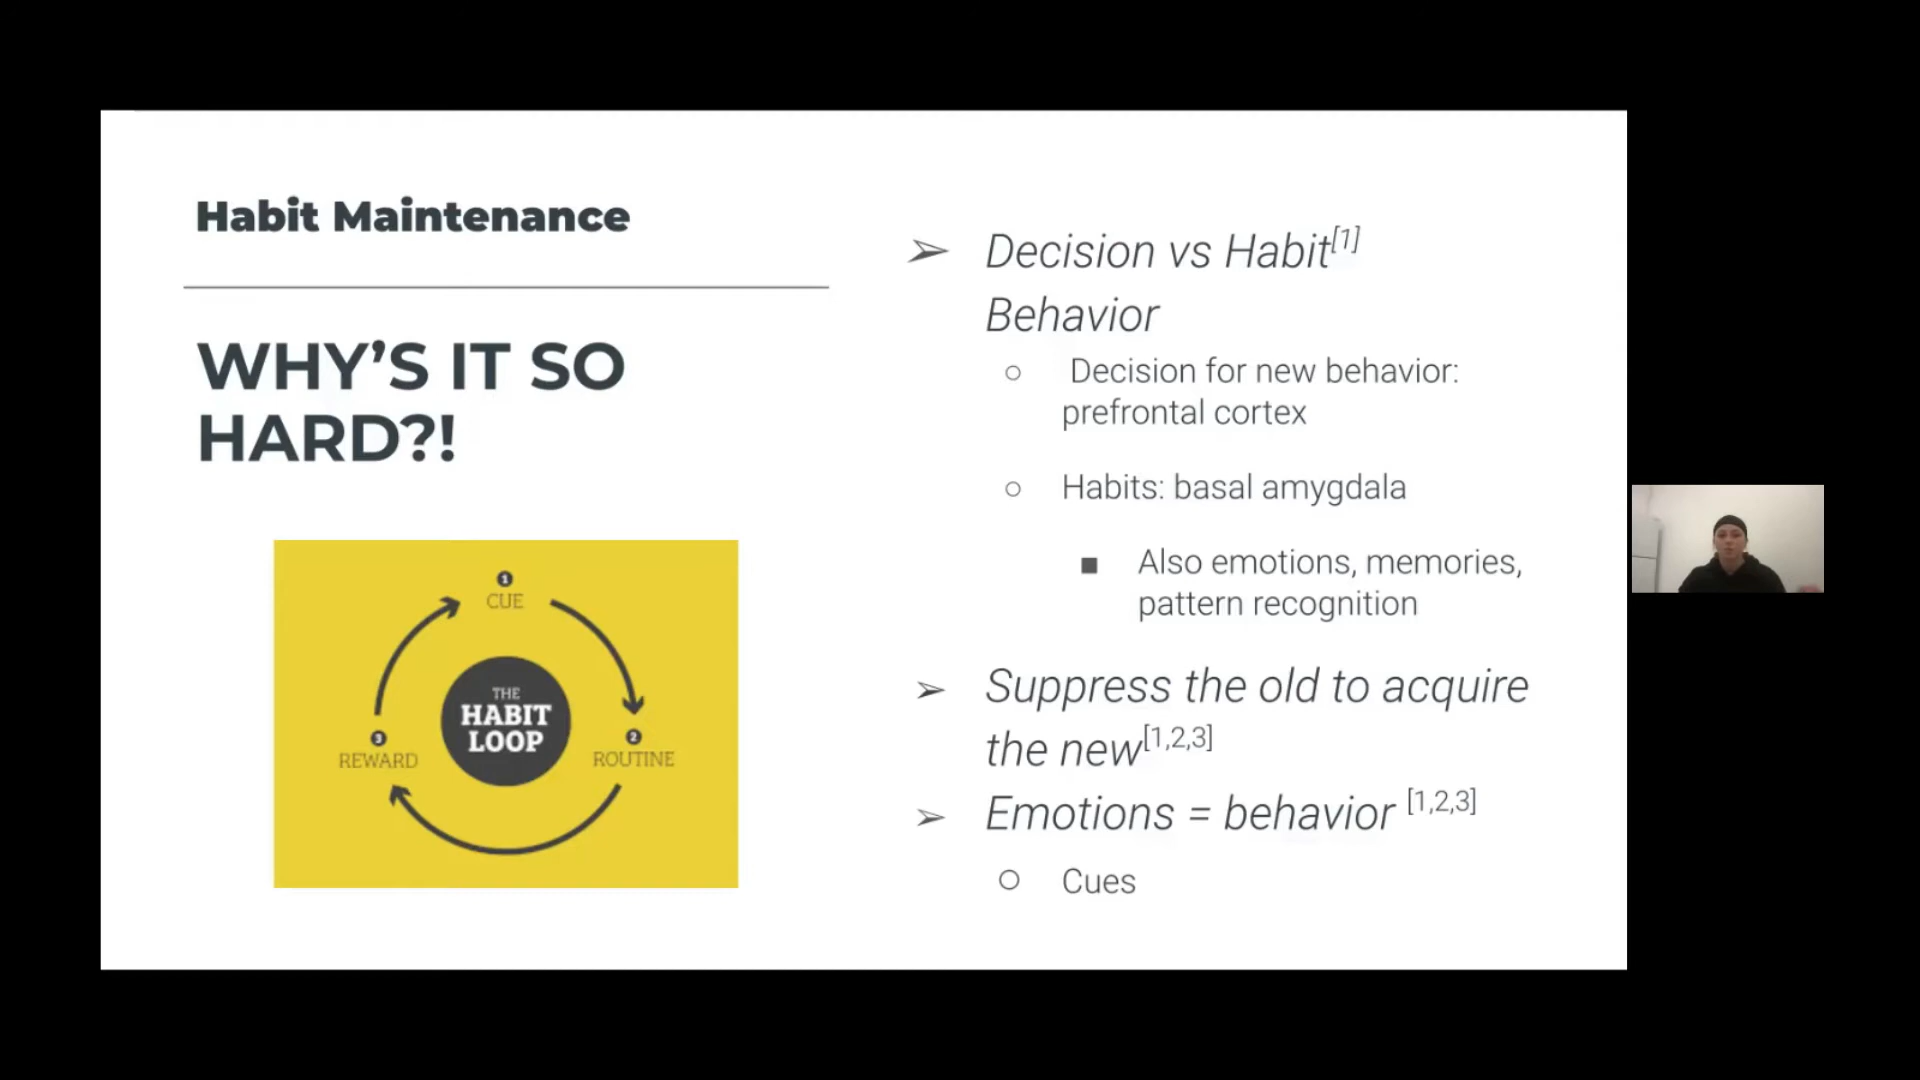 Habit Maintenance
WHY'S IT SO
HARD?!
1
CUE
THE
HABIT
LOOP
3
REWARD
2
ROUTINE
➢ Decision vs Habit[1]
Behavior
○ Decision for new behavior:
prefrontal cortex
○ Habits: basal amygdala
■ Also emotions, memories,
pattern recognition
➢ Suppress the old to acquire
the new[1,2,3]
➢ Emotions = behavior [1,2,3]
○ Cues